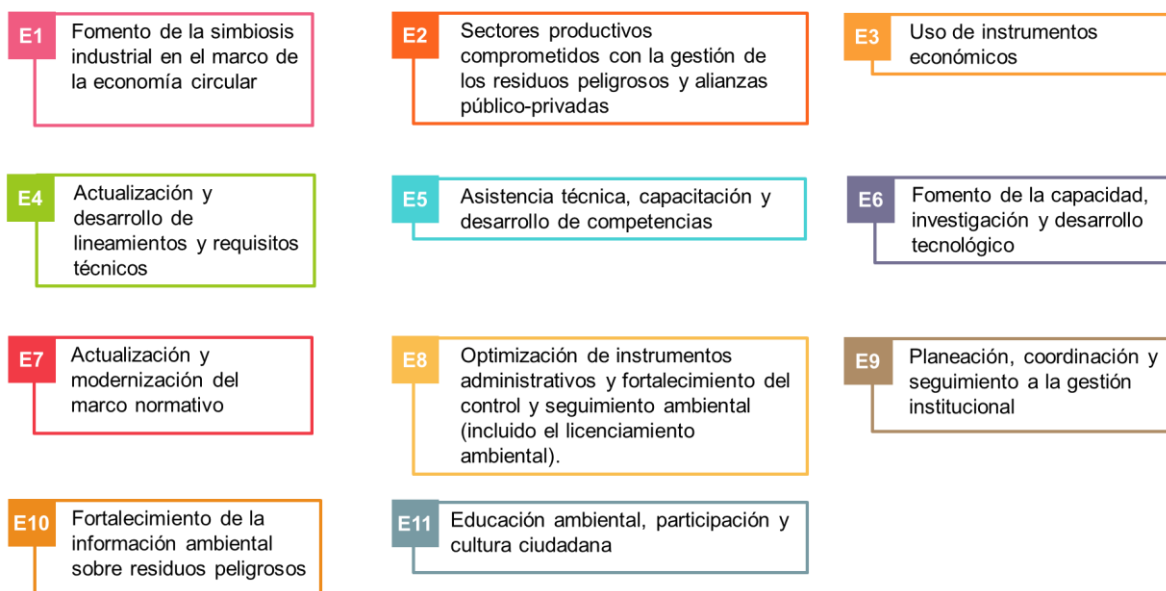 E1
Fomento de la simbiosis
industrial en el marco de
la economía circular
E2
Sectores productivos
comprometidos con la gestión de
los residuos peligrosos y alianzas
público-privadas
E3
Uso de instrumentos
económicos
E4
Actualización y
desarrollo de
lineamientos y requisitos
técnicos
E5
Asistencia técnica, capacitación y
desarrollo de competencias
E6
Fomento de la capacidad,
investigación y desarrollo
tecnológico
E7
Actualización y
modernización del
marco normativo
E8
Optimización de instrumentos
administrativos y fortalecimiento del
control y seguimiento ambiental
(incluido el licenciamiento
ambiental).
E9
Planeación, coordinación y
seguimiento a la gestión
institucional
E10
Fortalecimiento de la
información ambiental
sobre residuos peligrosos
E11
Educación ambiental, participación y
cultura ciudadana